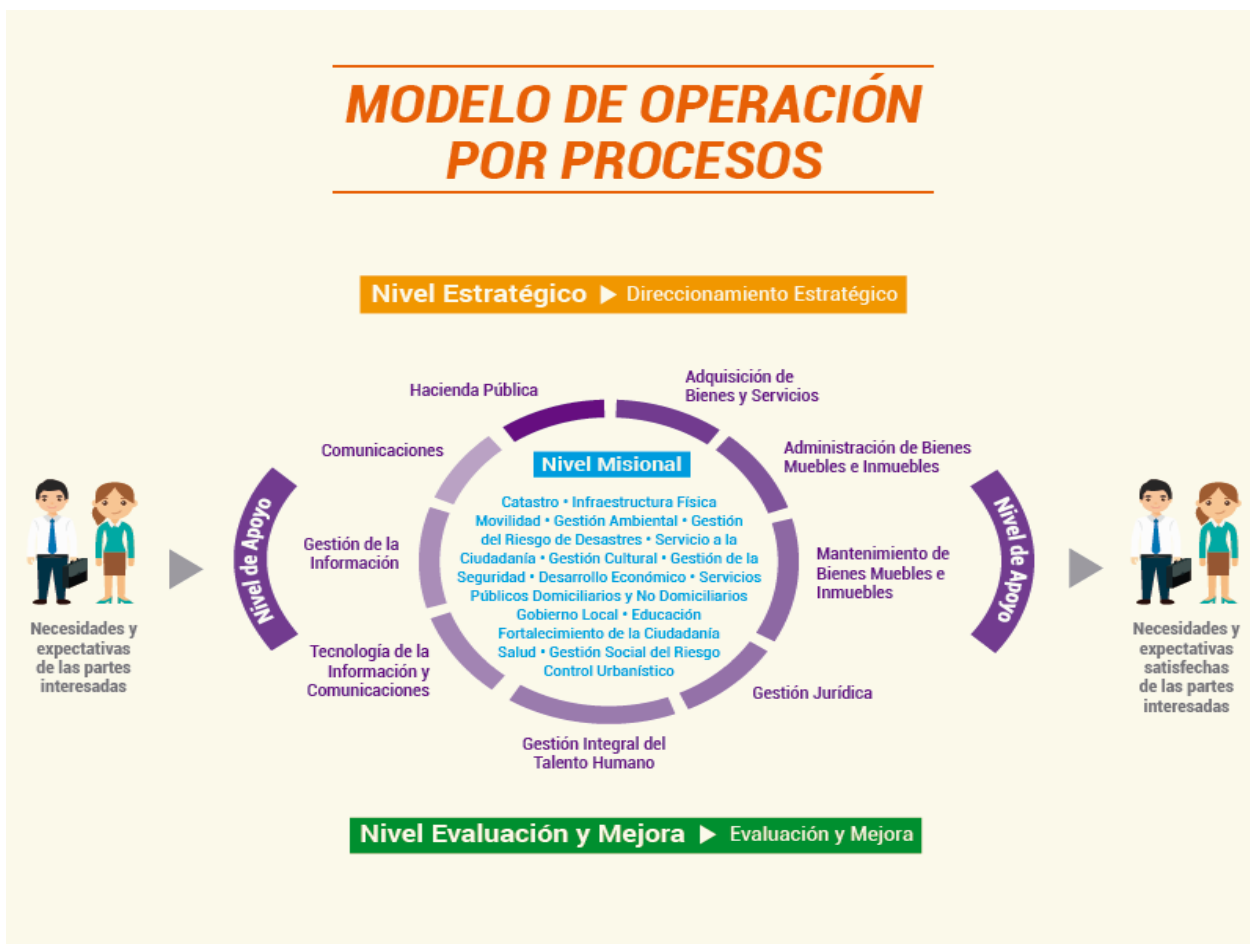 MODELO DE OPERACIÓN
POR PROCESOS
Nivel Estratégico ▶ Direccionamiento Estratégico
Hacienda Pública
Adquisición de
Bienes y Servicios
Comunicaciones
Administración de Bienes
Muebles e Inmuebles
Nivel de Apoyo
Gestión de la
Información
Tecnología de la
Información y
Comunicaciones
Nivel Misional
Catastro • Infraestructura Física
Movilidad • Gestión Ambiental • Gestión
del Riesgo de Desastres • Servicio a la
Ciudadanía • Gestión Cultural • Gestión de la
Seguridad • Desarrollo Económico • Servicios
Públicos Domiciliarios y No Domiciliarios
Gobierno Local • Educación
Fortalecimiento de la Ciudadanía
Salud • Gestión Social del Riesgo
Control Urbanístico
Mantenimiento de
Bienes Muebles e
Inmuebles
Nivel de Apoyo
Gestión Jurídica
Gestión Integral del
Talento Humano
Necesidades y
expectativas
de las partes
interesadas
Necesidades y
expectativas
satisfechas
de las partes
interesadas
Nivel Evaluación y Mejora ▶ Evaluación y Mejora